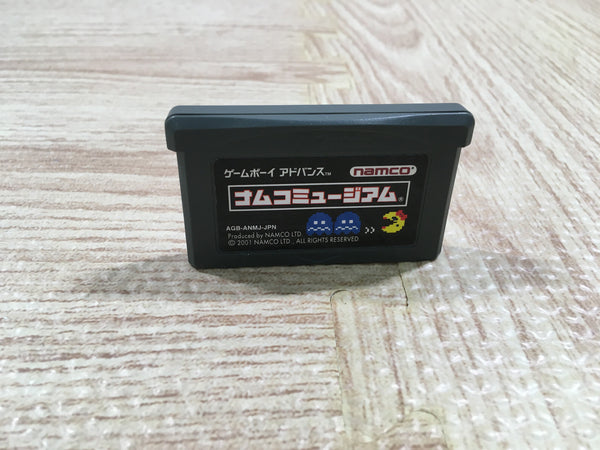 ゲームボーイ アドバンス™
namco®
ナムコミュージアム®
AGB-ANMJ-JPN
Produced by NAMCO LTD.
© 2001 NAMCO LTD., ALL RIGHTS RESERVED